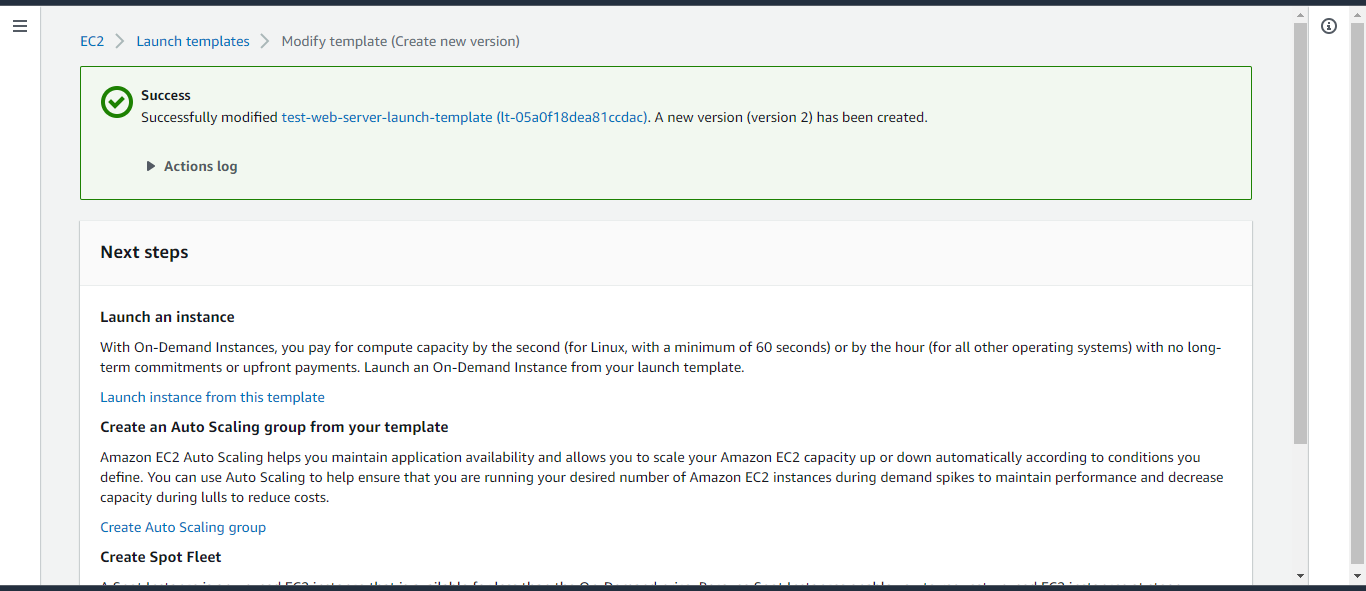 EC2 > Launch templates > Modify template (Create new version)
Success
Successfully modified test-web-server-launch-template (lt-05a0f18dea81ccdac). A new version (version 2) has been created.
Actions log
Next steps
Launch an instance
With On-Demand Instances, you pay for compute capacity by the second (for Linux, with a minimum of 60 seconds) or by the hour (for all other operating systems) with no long-
term commitments or upfront payments. Launch an On-Demand Instance from your launch template.
Launch instance from this template
Create an Auto Scaling group from your template
Amazon EC2 Auto Scaling helps you maintain application availability and allows you to scale your Amazon EC2 capacity up or down automatically according to conditions you
define. You can use Auto Scaling to help ensure that you are running your desired number of Amazon EC2 instances during demand spikes to maintain performance and decrease
capacity during lulls to reduce costs.
Create Auto Scaling group
Create Spot Fleet